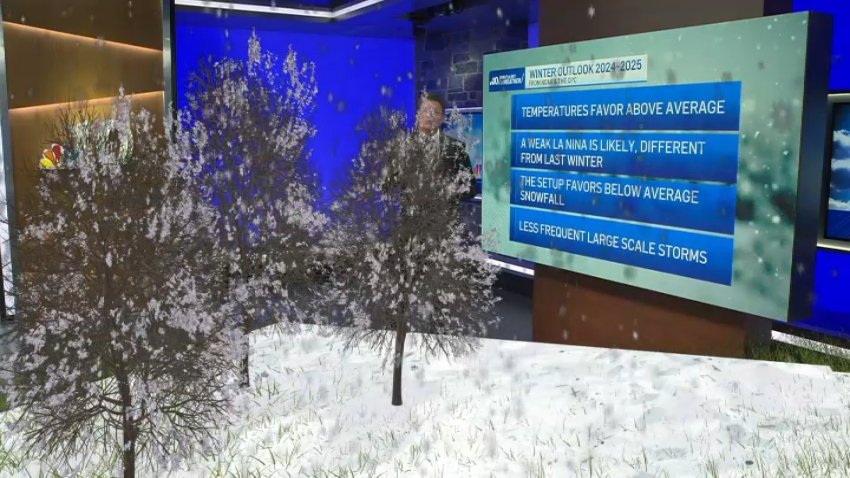 WINTER OUTLOOK 2024-2025
TEMPERATURES FAVOR ABOVE AVERAGE
A WEAK LA NINA IS LIKELY, DIFFERENT
FROM LAST WINTER
THE SETUP FAVORS BELOW AVERAGE
SNOWFALL
LESS FREQUENT LARGE SCALE STORMS